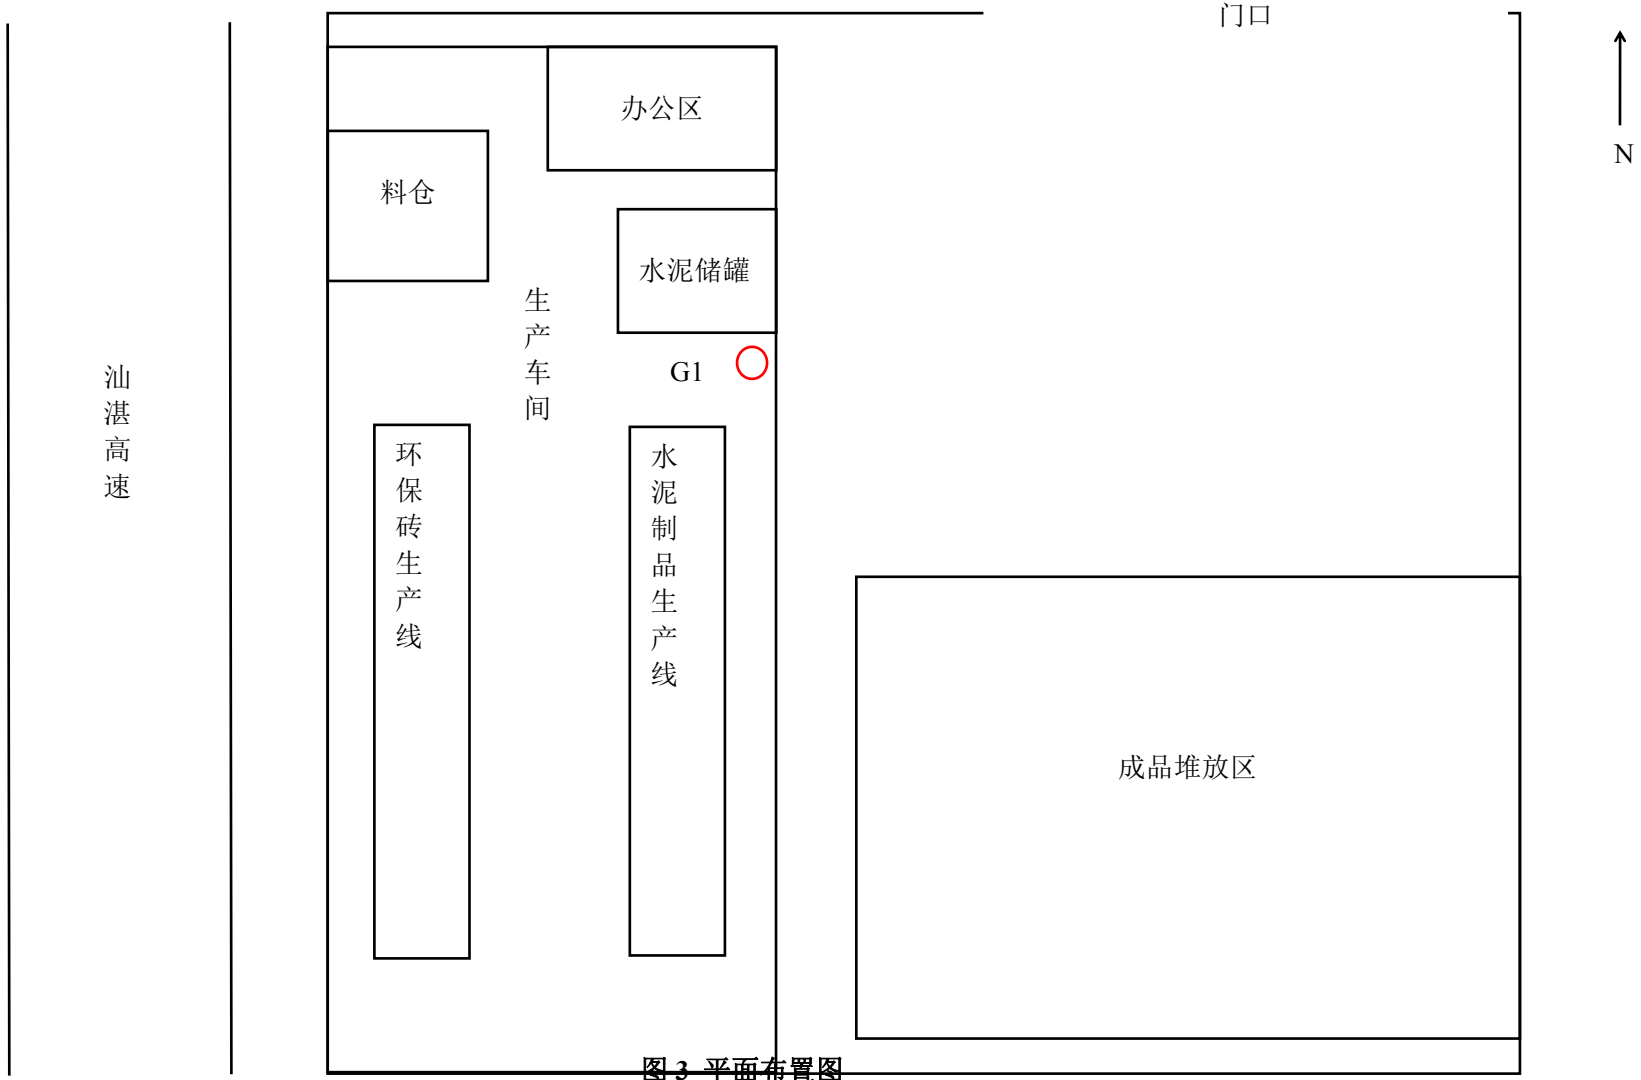 门口
办公区
N
料仓
水泥储罐
生产车间
G1
汕湛高速
环保砖生产线
水泥制品生产线
成品堆放区
图 3 平面布置图